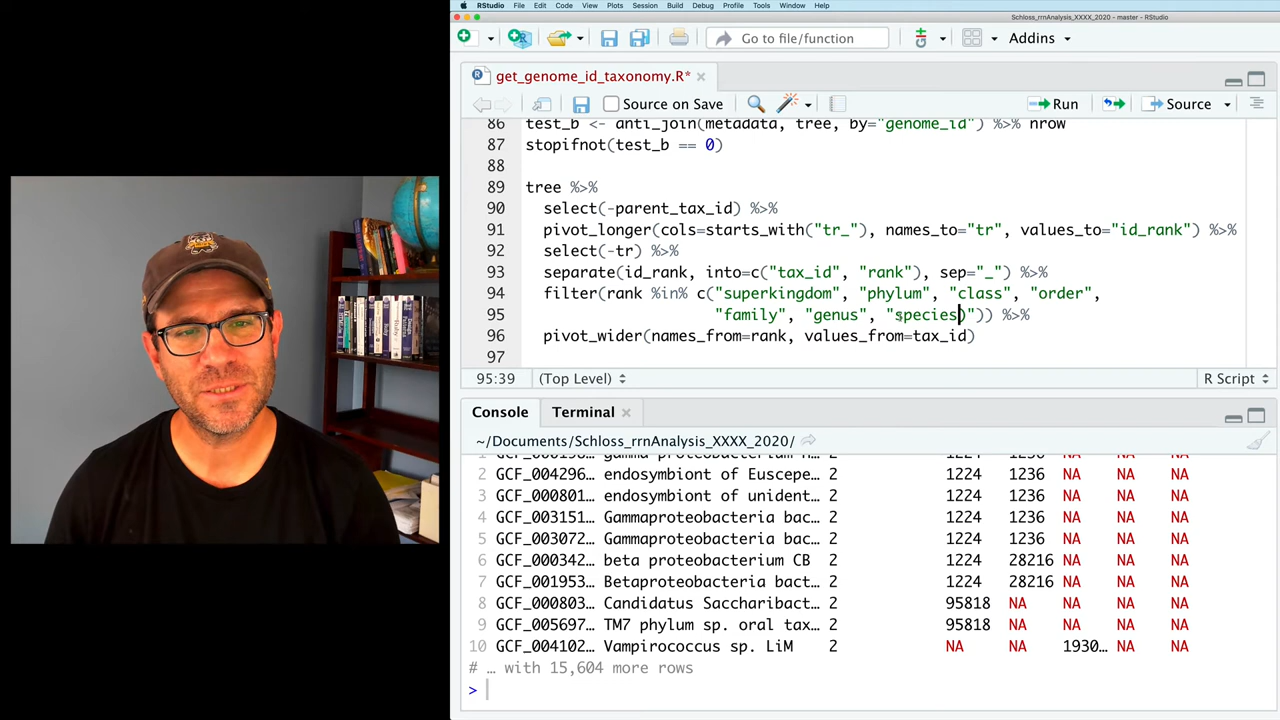 RStudio File Edit Code View Plots Session Build Debug Profile Tools Window Help
Schloss_rrnAnalysis_XXXX_2020 - master - RStudio
Go to file/function Addins
get_genome_id_taxonomy.R*
Source on Save Run Source
86 test_b <- anti_join(metadata, tree, by="genome_id") %>% nrow
87 stopifnot(test_b == 0)
88
89 tree %>%
90 select(-parent_tax_id) %>%
91 pivot_longer(cols=starts_with("tr_"), names_to="tr", values_to="id_rank") %>%
92 select(-tr) %>%
93 separate(id_rank, into=c("tax_id", "rank"), sep="_") %>%
94 filter(rank %in% c("superkingdom", "phylum", "class", "order",
95 "family", "genus", "species)")) %>%
96 pivot_wider(names_from=rank, values_from=tax_id)
97
95:39 (Top Level) R Script
Console Terminal
~/Documents/Schloss_rrnAnalysis_XXXX_2020/
2 GCF_004296… endosymbiont of Euscepe… 2 1224 1236 NA NA NA
3 GCF_000801… endosymbiont of unident… 2 1224 1236 NA NA NA
4 GCF_003151… Gammaproteobacteria bac… 2 1224 1236 NA NA NA
5 GCF_003072… Gammaproteobacteria bac… 2 1224 1236 NA NA NA
6 GCF_000342… beta proteobacterium CB 2 1224 28216 NA NA NA
7 GCF_001953… Betaproteobacteria bact… 2 1224 28216 NA NA NA
8 GCF_000803… Candidatus Saccharibact… 2 95818 NA NA NA NA
9 GCF_005697… TM7 phylum sp. oral tax… 2 95818 NA NA NA NA
10 GCF_004102… Vampirococcus sp. LiM 2 NA NA 1930… NA NA
# … with 15,604 more rows
>